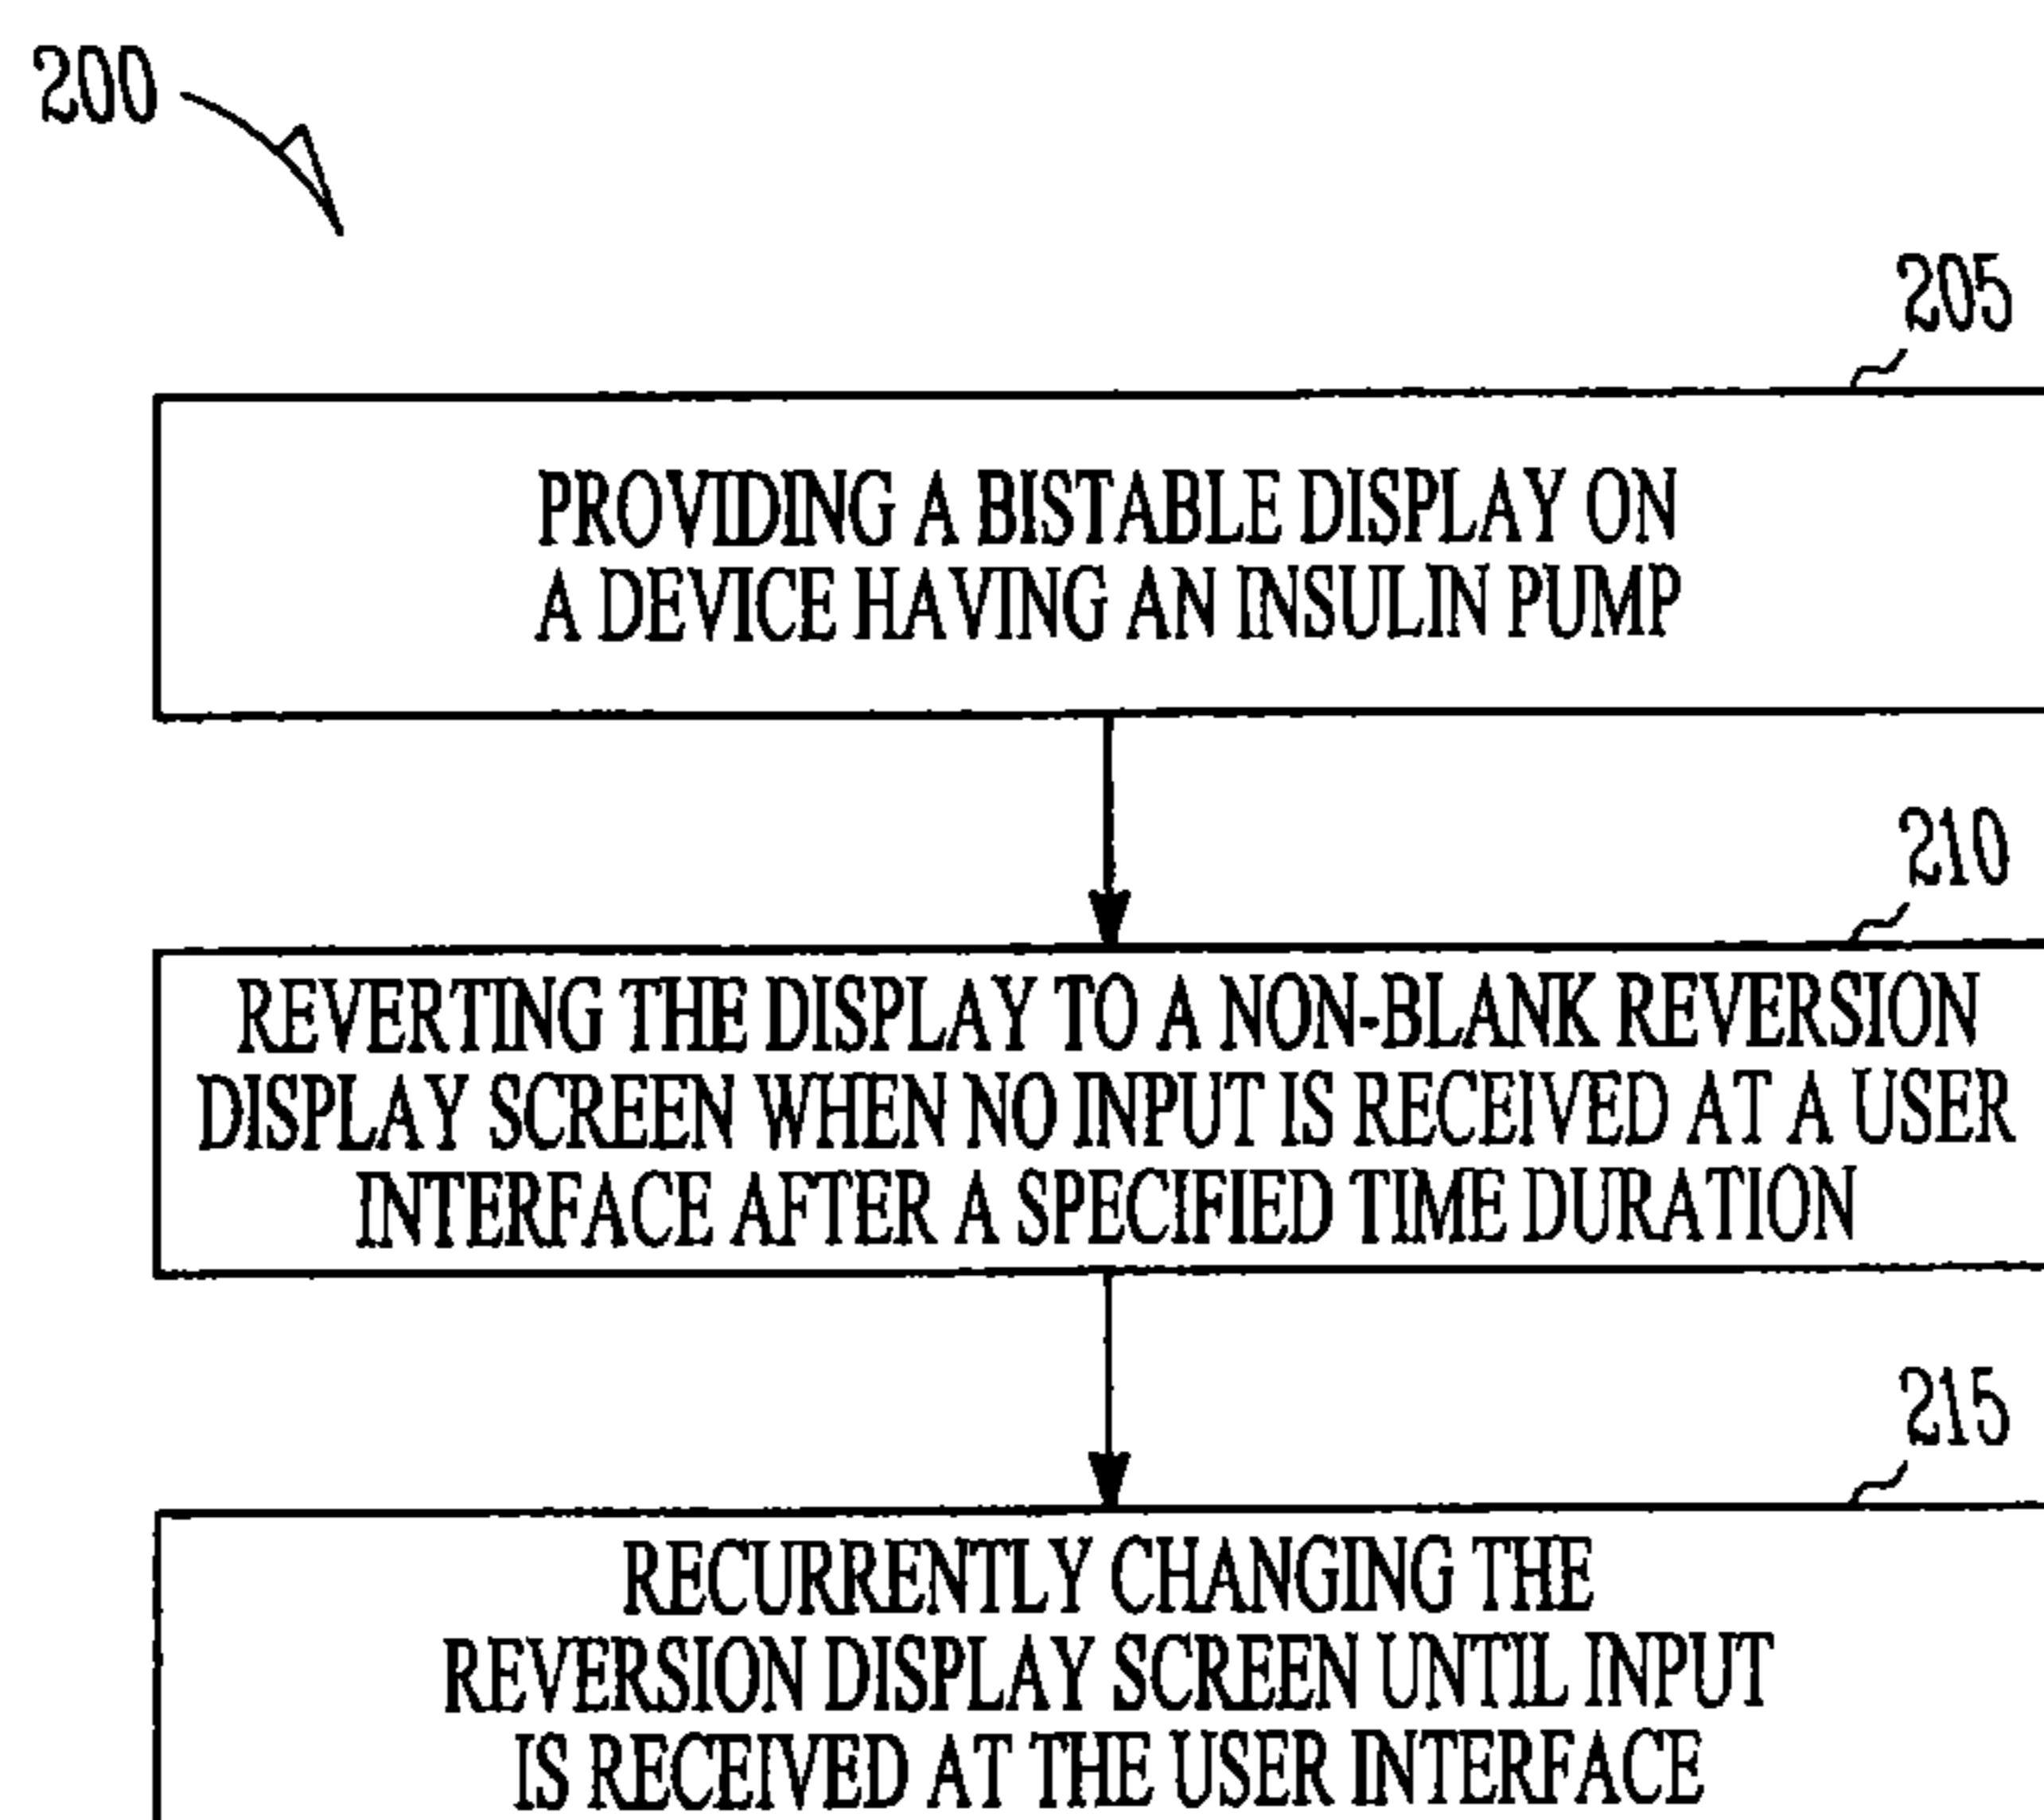 200
205
PROVIDING A BISTABLE DISPLAY ON
A DEVICE HAVING AN INSULIN PUMP
210
REVERTING THE DISPLAY TO A NON-BLANK REVERSION
DISPLAY SCREEN WHEN NO INPUT IS RECEIVED AT A USER
INTERFACE AFTER A SPECIFIED TIME DURATION
215
RECURRENTLY CHANGING THE
REVERSION DISPLAY SCREEN UNTIL INPUT
IS RECEIVED AT THE USER INTERFACE